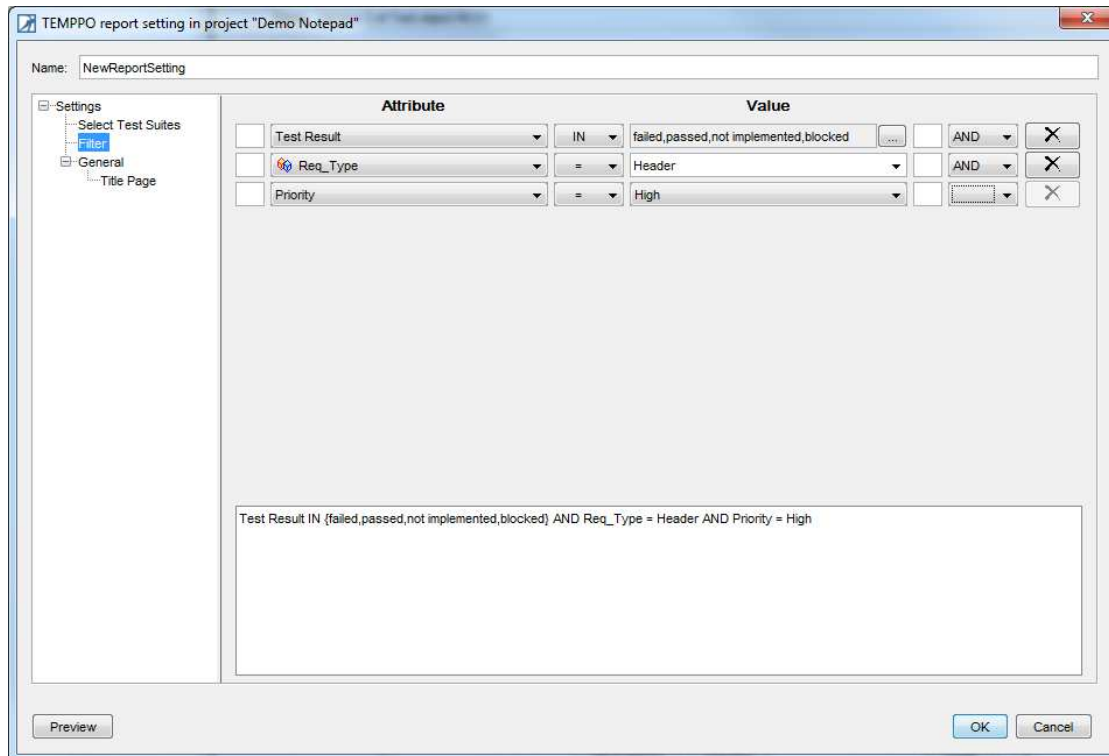 TEMPPO report setting in project "Demo Notepad"
Name: NewReportSetting
Settings
Select Test Suites
Filter
General
Title Page
Attribute Value
Test Result IN failed,passed,not implemented,blocked ... AND
Req_Type = Header AND
Priority = High
Test Result IN {failed,passed,not implemented,blocked} AND Req_Type = Header AND Priority = High
Preview OK Cancel